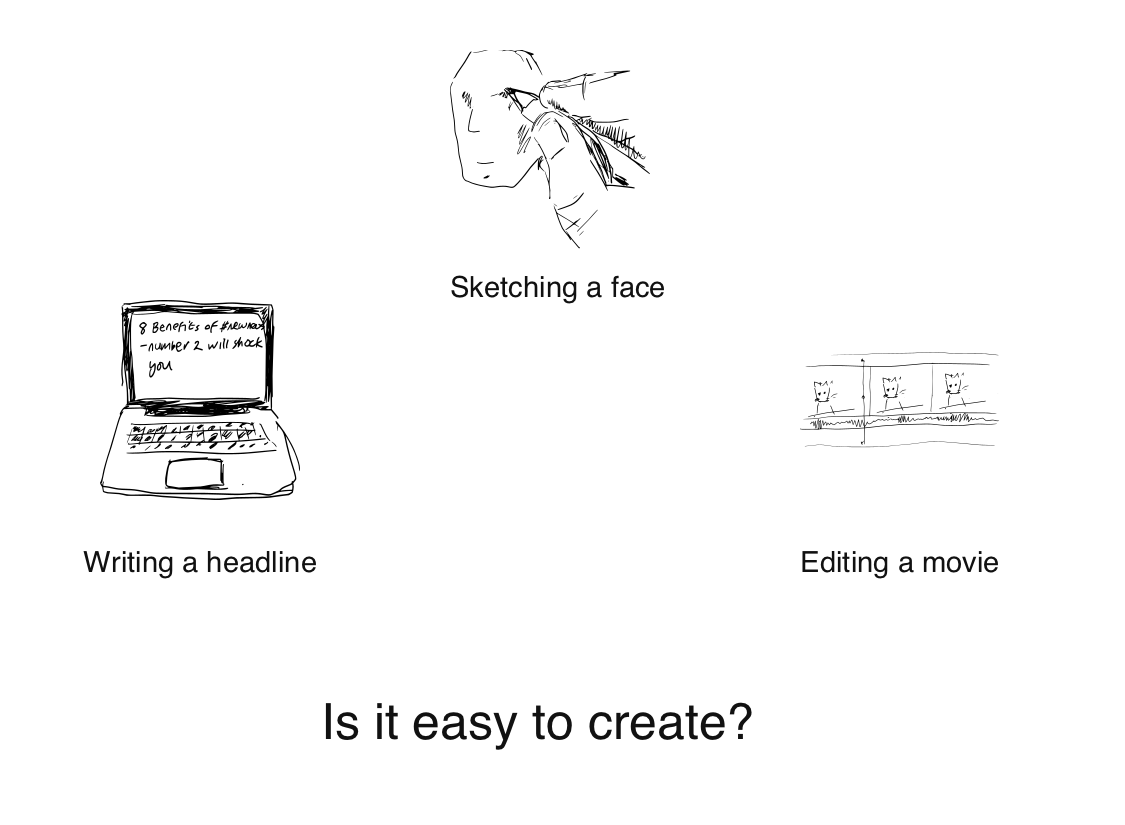 Sketching a face
8 Benefits of
-number 2 will shock
you
Writing a headline
Editing a movie
Is it easy to create?